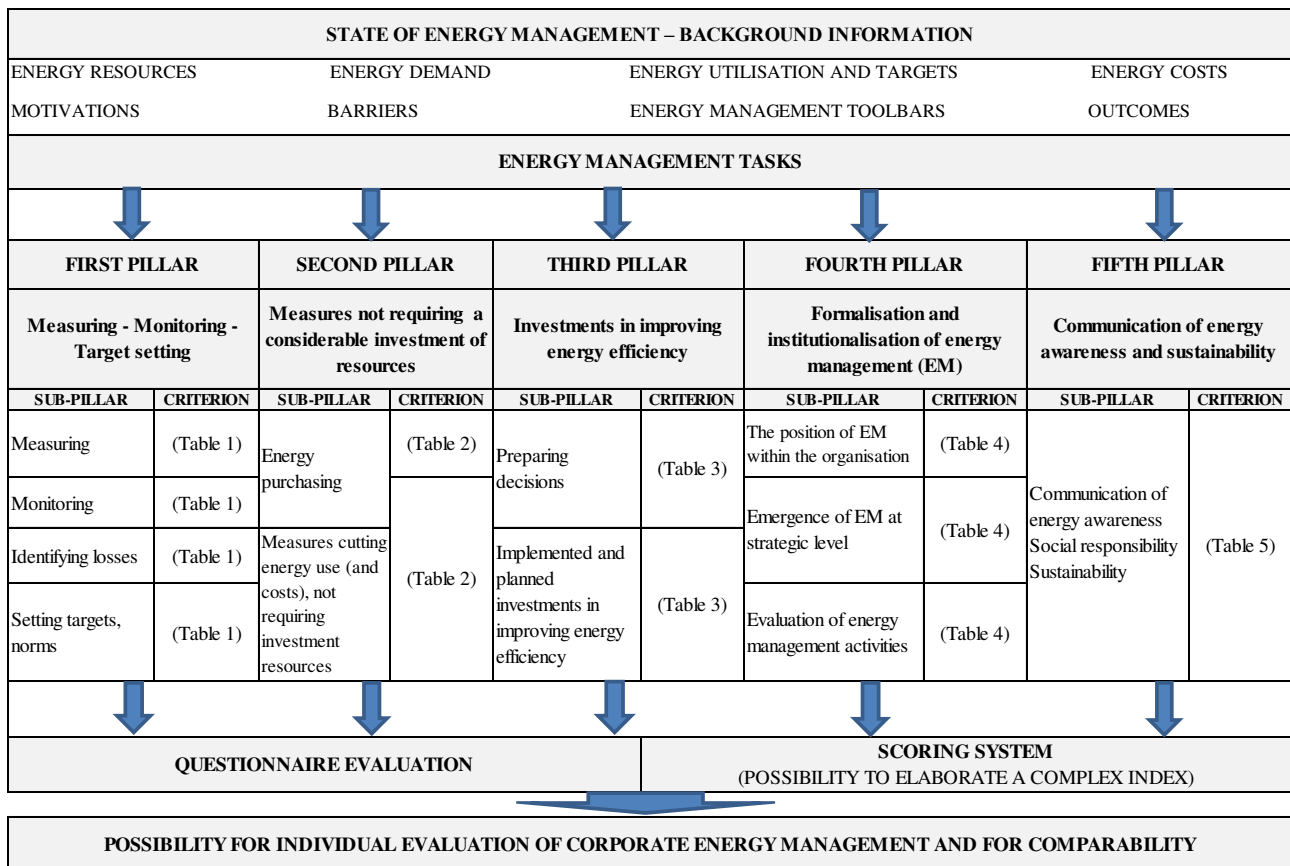 STATE OF ENERGY MANAGEMENT – BACKGROUND INFORMATION
ENERGY RESOURCES ENERGY DEMAND ENERGY UTILISATION AND TARGETS ENERGY COSTS
MOTIVATIONS BARRIERS ENERGY MANAGEMENT TOOLBARS OUTCOMES
ENERGY MANAGEMENT TASKS
FIRST PILLAR
Measuring - Monitoring -
Target setting
SUB-PILLAR CRITERION
Measuring (Table 1)
Monitoring (Table 1)
Identifying losses (Table 1)
Setting targets,
norms
(Table 1)
SECOND PILLAR
Measures not requiring a
considerable investment of
resources
SUB-PILLAR CRITERION
Energy
purchasing
(Table 2)
Measures cutting
energy use (and
costs), not
requiring
investment
resources
(Table 2)
THIRD PILLAR
Investments in improving
energy efficiency
SUB-PILLAR CRITERION
Preparing
decisions
(Table 3)
Implemented and
planned
investments in
improving energy
efficiency
(Table 3)
FOURTH PILLAR
Formalisation and
institutionalisation of energy
management (EM)
SUB-PILLAR CRITERION
The position of EM
within the organisation
(Table 4)
Emergence of EM at
strategic level
(Table 4)
Evaluation of energy
management activities
(Table 4)
FIFTH PILLAR
Communication of energy
awareness and sustainability
SUB-PILLAR CRITERION
Communication of
energy awareness
Social responsibility
Sustainability
(Table 5)
QUESTIONNAIRE EVALUATION
SCORING SYSTEM
(POSSIBILITY TO ELABORATE A COMPLEX INDEX)
POSSIBILITY FOR INDIVIDUAL EVALUATION OF CORPORATE ENERGY MANAGEMENT AND FOR COMPARABILITY